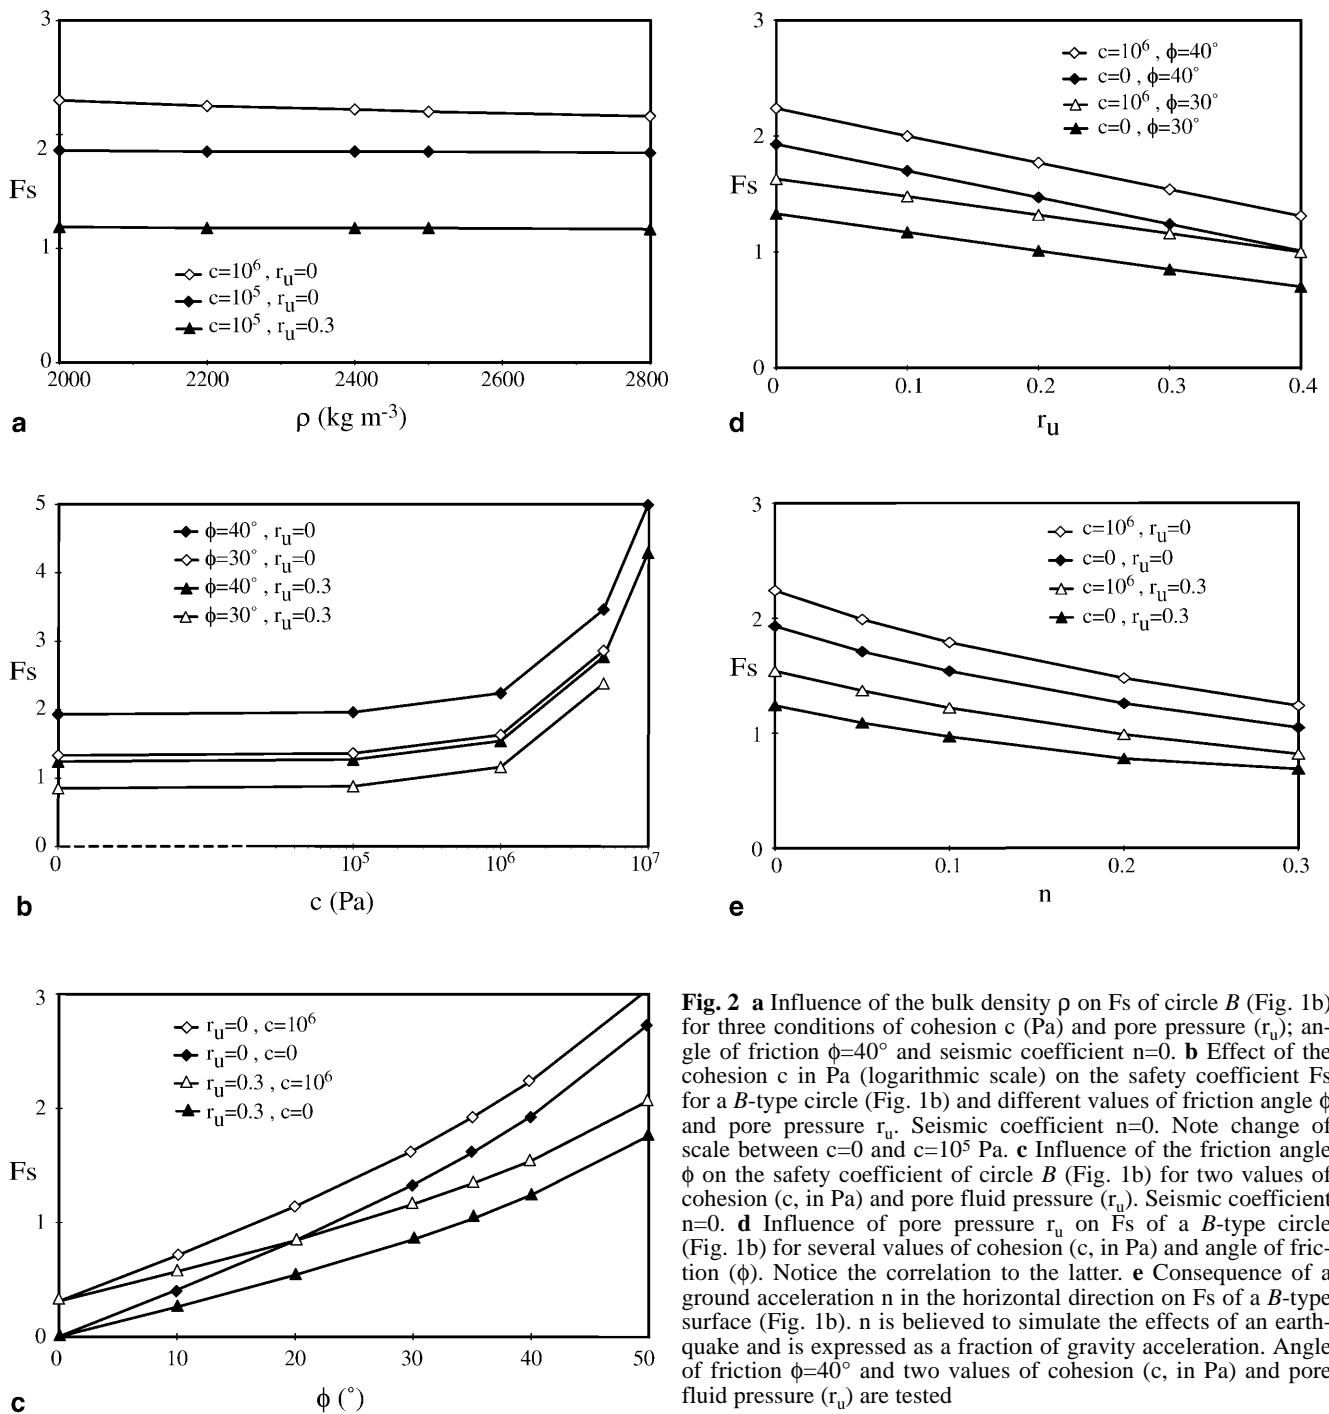 3
2
Fs
1
0
c=10⁶ , rᵤ=0
c=10⁵ , rᵤ=0
c=10⁵ , rᵤ=0.3
2000 2200 2400 2600 2800
ρ (kg m⁻³)
a
5
4
3
Fs
2
1
0
ϕ=40° , rᵤ=0
ϕ=30° , rᵤ=0
ϕ=40° , rᵤ=0.3
ϕ=30° , rᵤ=0.3
0 10⁵ 10⁶ 10⁷
c (Pa)
b
3
2
Fs
1
0
rᵤ=0 , c=10⁶
rᵤ=0 , c=0
rᵤ=0.3 , c=10⁶
rᵤ=0.3 , c=0
0 10 20 30 40 50
ϕ (°)
c
3
2
Fs
1
0
c=10⁶ , ϕ=40°
c=0 , ϕ=40°
c=10⁶ , ϕ=30°
c=0 , ϕ=30°
0 0.1 0.2 0.3 0.4
rᵤ
d
3
2
Fs
1
0
c=10⁶ , rᵤ=0
c=0 , rᵤ=0
c=10⁶ , rᵤ=0.3
c=0 , rᵤ=0.3
0 0.1 0.2 0.3
n
e
Fig. 2 a Influence of the bulk density ρ on Fs of circle B (Fig. 1b)
for three conditions of cohesion c (Pa) and pore pressure (rᵤ); an-
gle of friction ϕ=40° and seismic coefficient n=0. b Effect of the
cohesion c in Pa (logarithmic scale) on the safety coefficient Fs
for a B-type circle (Fig. 1b) and different values of friction angle ϕ
and pore pressure rᵤ. Seismic coefficient n=0. Note change of
scale between c=0 and c=10⁵ Pa. c Influence of the friction angle
ϕ on the safety coefficient of circle B (Fig. 1b) for two values of
cohesion (c, in Pa) and pore fluid pressure (rᵤ). Seismic coefficient
n=0. d Influence of pore pressure rᵤ on Fs of a B-type circle
(Fig. 1b) for several values of cohesion (c, in Pa) and angle of fric-
tion (ϕ). Notice the correlation to the latter. e Consequence of a
ground acceleration n in the horizontal direction on Fs of a B-type
surface (Fig. 1b). n is believed to simulate the effects of an earth-
quake and is expressed as a fraction of gravity acceleration. Angle
of friction ϕ=40° and two values of cohesion (c, in Pa) and pore
fluid pressure (rᵤ) are tested